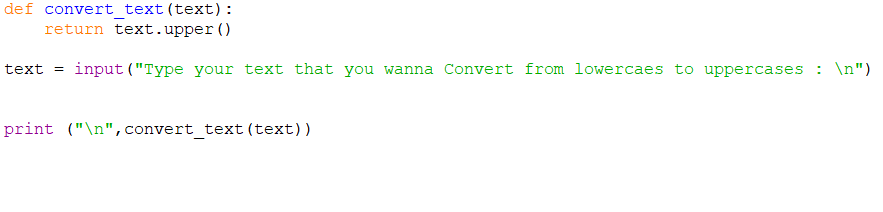 def convert_text(text):
    return text.upper()
text = input("Type your text that you wanna Convert from lowercaes to uppercases : \n")
print ("\n",convert_text(text))